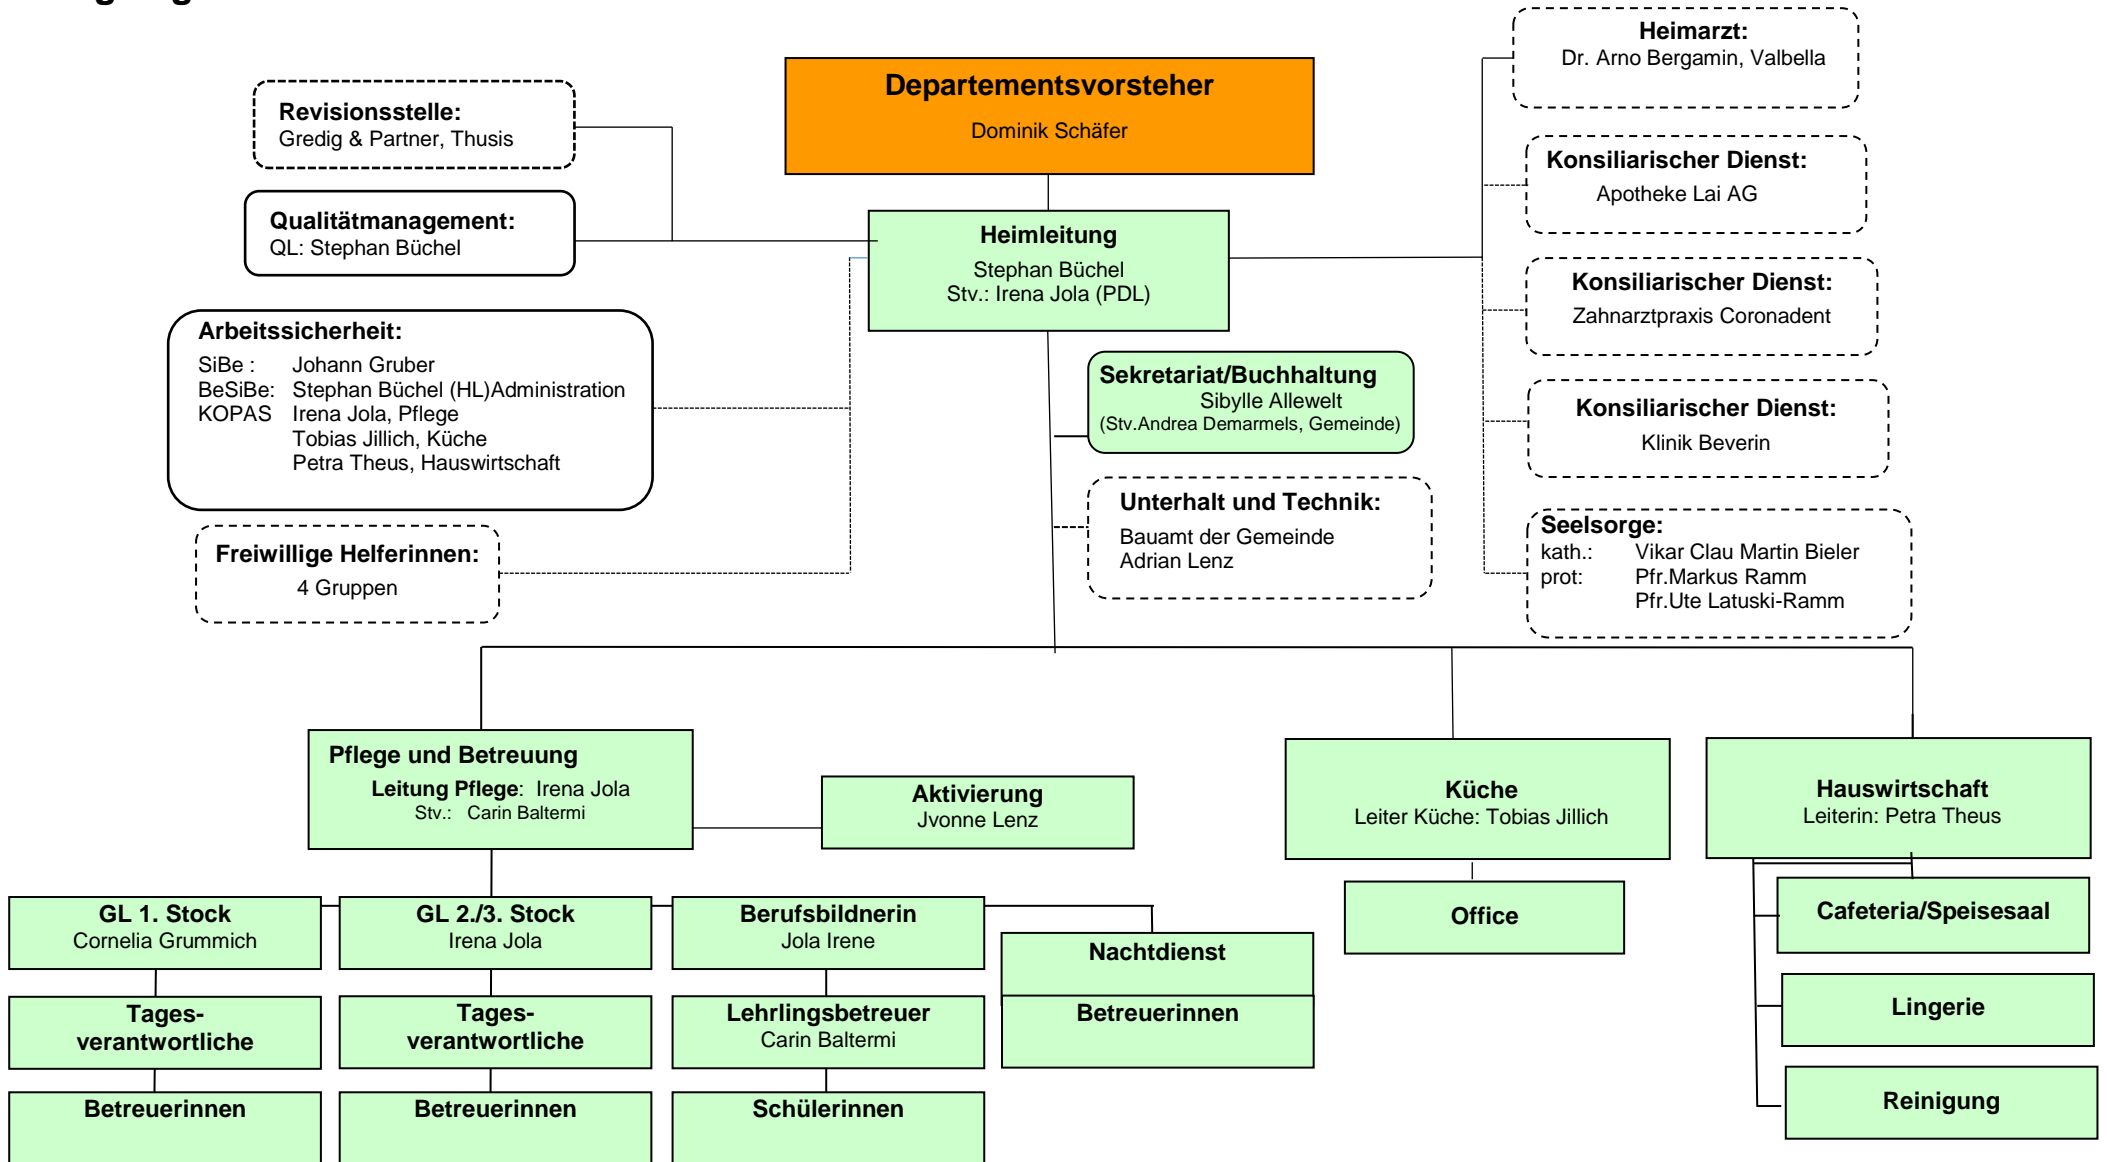 Heimarzt:
Dr. Arno Bergamin, Valbella
Departementsvorsteher
Dominik Schäfer
Revisionsstelle:
Gredig & Partner, Thusis
Konsiliarischer Dienst:
Apotheke Lai AG
Qualitätmanagement:
QL: Stephan Büchel
Heimleitung
Stephan Büchel
Stv.: Irena Jola (PDL)
Konsiliarischer Dienst:
Zahnarztpraxis Coronadent
Arbeitssicherheit:
SiBe : Johann Gruber
BeSiBe: Stephan Büchel (HL)Administration
KOPAS Irena Jola, Pflege
Tobias Jillich, Küche
Petra Theus, Hauswirtschaft
Sekretariat/Buchhaltung
Sibylle Allewelt
(Stv.Andrea Demarmels, Gemeinde)
Konsiliarischer Dienst:
Klinik Beverin
Unterhalt und Technik:
Bauamt der Gemeinde
Adrian Lenz
Freiwillige Helferinnen:
4 Gruppen
Seelsorge:
kath.: Vikar Clau Martin Bieler
prot: Pfr.Markus Ramm
Pfr.Ute Latuski-Ramm
Pflege und Betreuung
Leitung Pflege: Irena Jola
Stv.: Carin Baltermi
Aktivierung
Jvonne Lenz
Küche
Leiter Küche: Tobias Jillich
Hauswirtschaft
Leiterin: Petra Theus
GL 1. Stock
Cornelia Grummich
GL 2./3. Stock
Irena Jola
Berufsbildnerin
Jola Irene
Nachtdienst
Betreuerinnen
Office
Cafeteria/Speisesaal
Tages-
verantwortliche
Tages-
verantwortliche
Lehrlingsbetreuer
Carin Baltermi
Lingerie
Betreuerinnen
Betreuerinnen
Schülerinnen
Reinigung